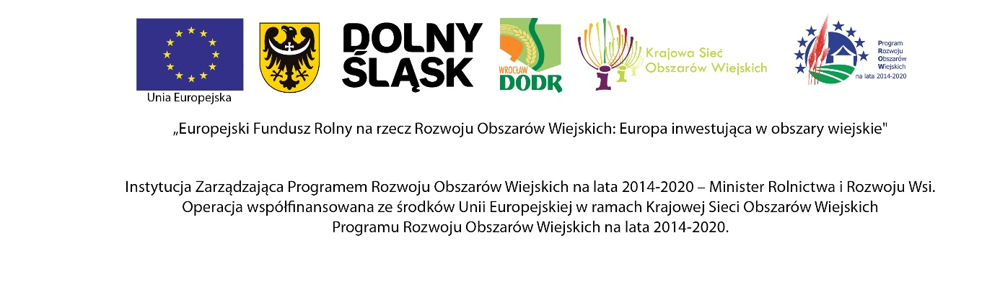 Unia Europejska
DOLNY
ŚLĄSK
WROCŁAW
DODR
Krajowa Sieć
Obszarów Wiejskich
Program
Rozwoju
Obszarów
Wiejskich
na lata 2014-2020
„Europejski Fundusz Rolny na rzecz Rozwoju Obszarów Wiejskich: Europa inwestująca w obszary wiejskie"
Instytucja Zarządzająca Programem Rozwoju Obszarów Wiejskich na lata 2014-2020 – Minister Rolnictwa i Rozwoju Wsi.
Operacja współfinansowana ze środków Unii Europejskiej w ramach Krajowej Sieci Obszarów Wiejskich
Programu Rozwoju Obszarów Wiejskich na lata 2014-2020.